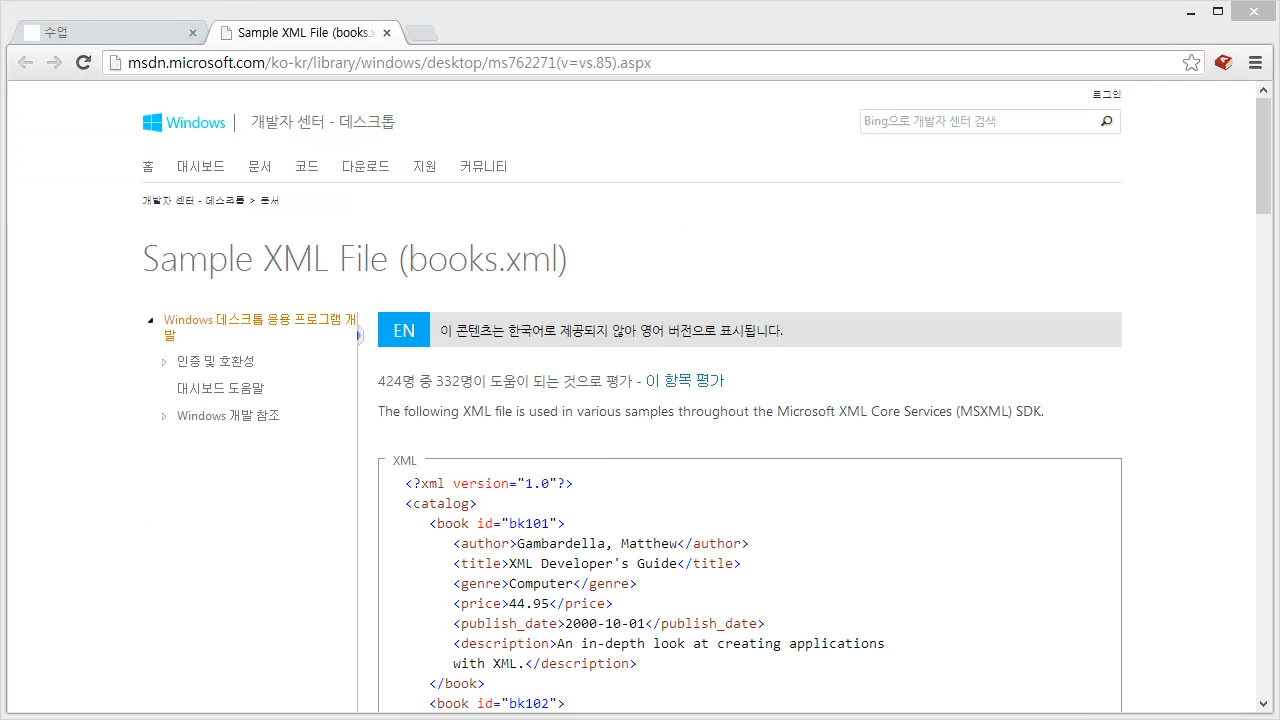 수업
Sample XML File (books.
msdn.microsoft.com/ko-kr/library/windows/desktop/ms762271(v=vs.85).aspx
로그인
Windows | 개발자 센터 - 데스크톱
Bing으로 개발자 센터 검색
홈 대시보드 문서 코드 다운로드 지원 커뮤니티
개발자 센터 - 데스크톱 > 문서
Sample XML File (books.xml)
Windows 데스크톱 응용 프로그램 개
발
인증 및 호환성
대시보드 도움말
Windows 개발 참조
EN 이 콘텐츠는 한국어로 제공되지 않아 영어 버전으로 표시됩니다.
424명 중 332명이 도움이 되는 것으로 평가 - 이 항목 평가
The following XML file is used in various samples throughout the Microsoft XML Core Services (MSXML) SDK.
XML
<?xml version="1.0"?>
<catalog>
<book id="bk101">
<author>Gambardella, Matthew</author>
<title>XML Developer's Guide</title>
<genre>Computer</genre>
<price>44.95</price>
<publish_date>2000-10-01</publish_date>
<description>An in-depth look at creating applications
with XML.</description>
</book>
<book id="bk102">